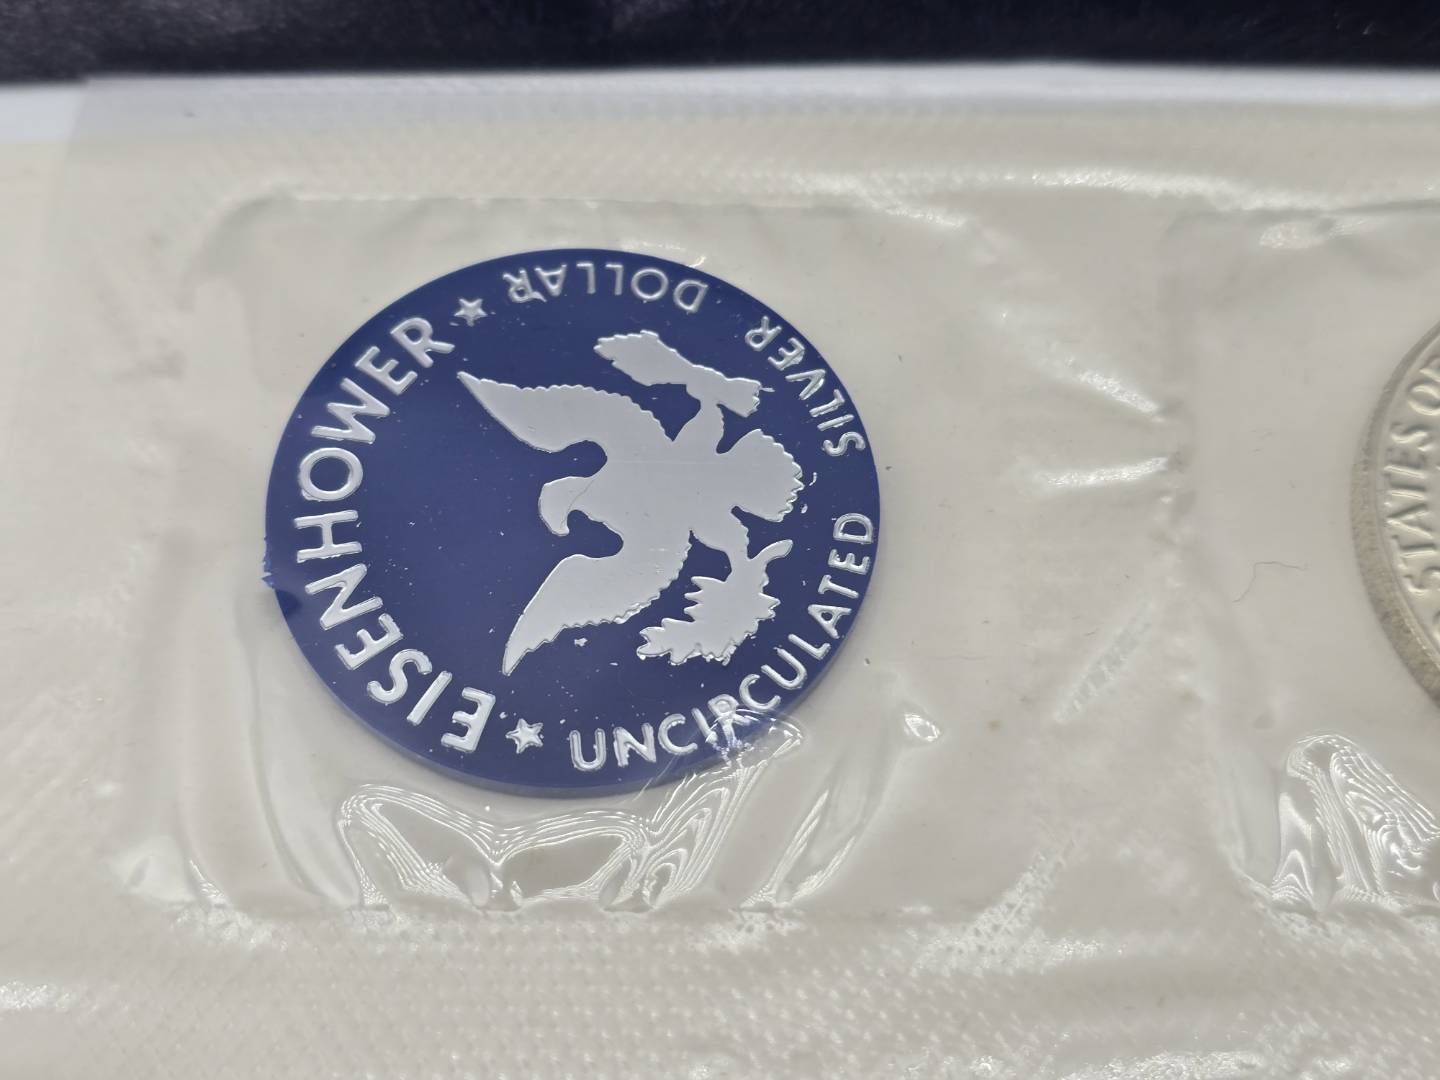 EISENHOWER
UNCIRCULATED SILVER DOLLAR
STATES OF